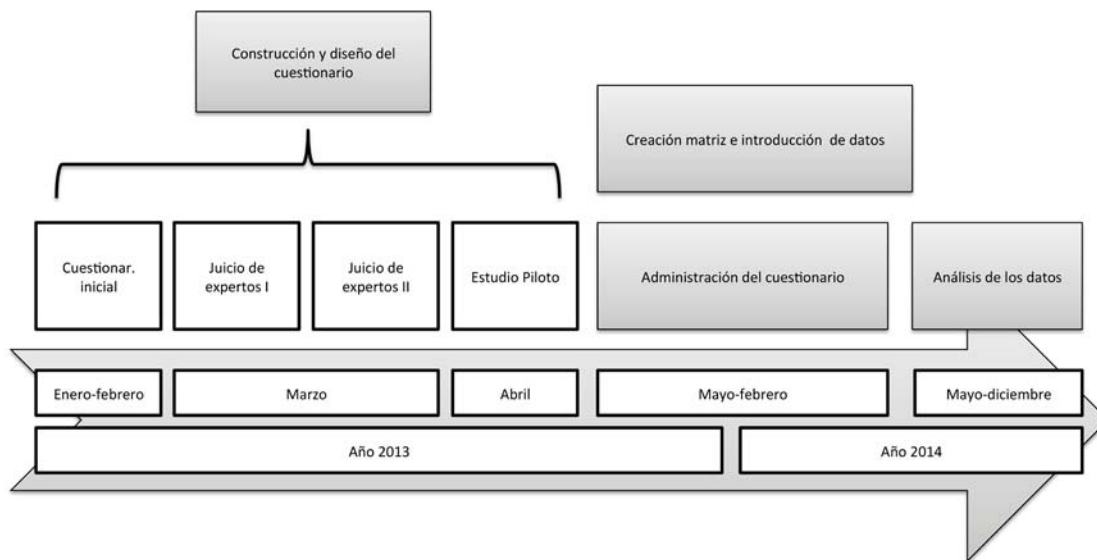 Construcción y diseño del
cuestionario
Creación matriz e introducción de datos
Cuestionar.
inicial
Juicio de
expertos I
Juicio de
expertos II
Estudio Piloto
Administración del cuestionario
Análisis de los datos
Enero-febrero
Marzo
Abril
Mayo-febrero
Mayo-diciembre
Año 2013
Año 2014